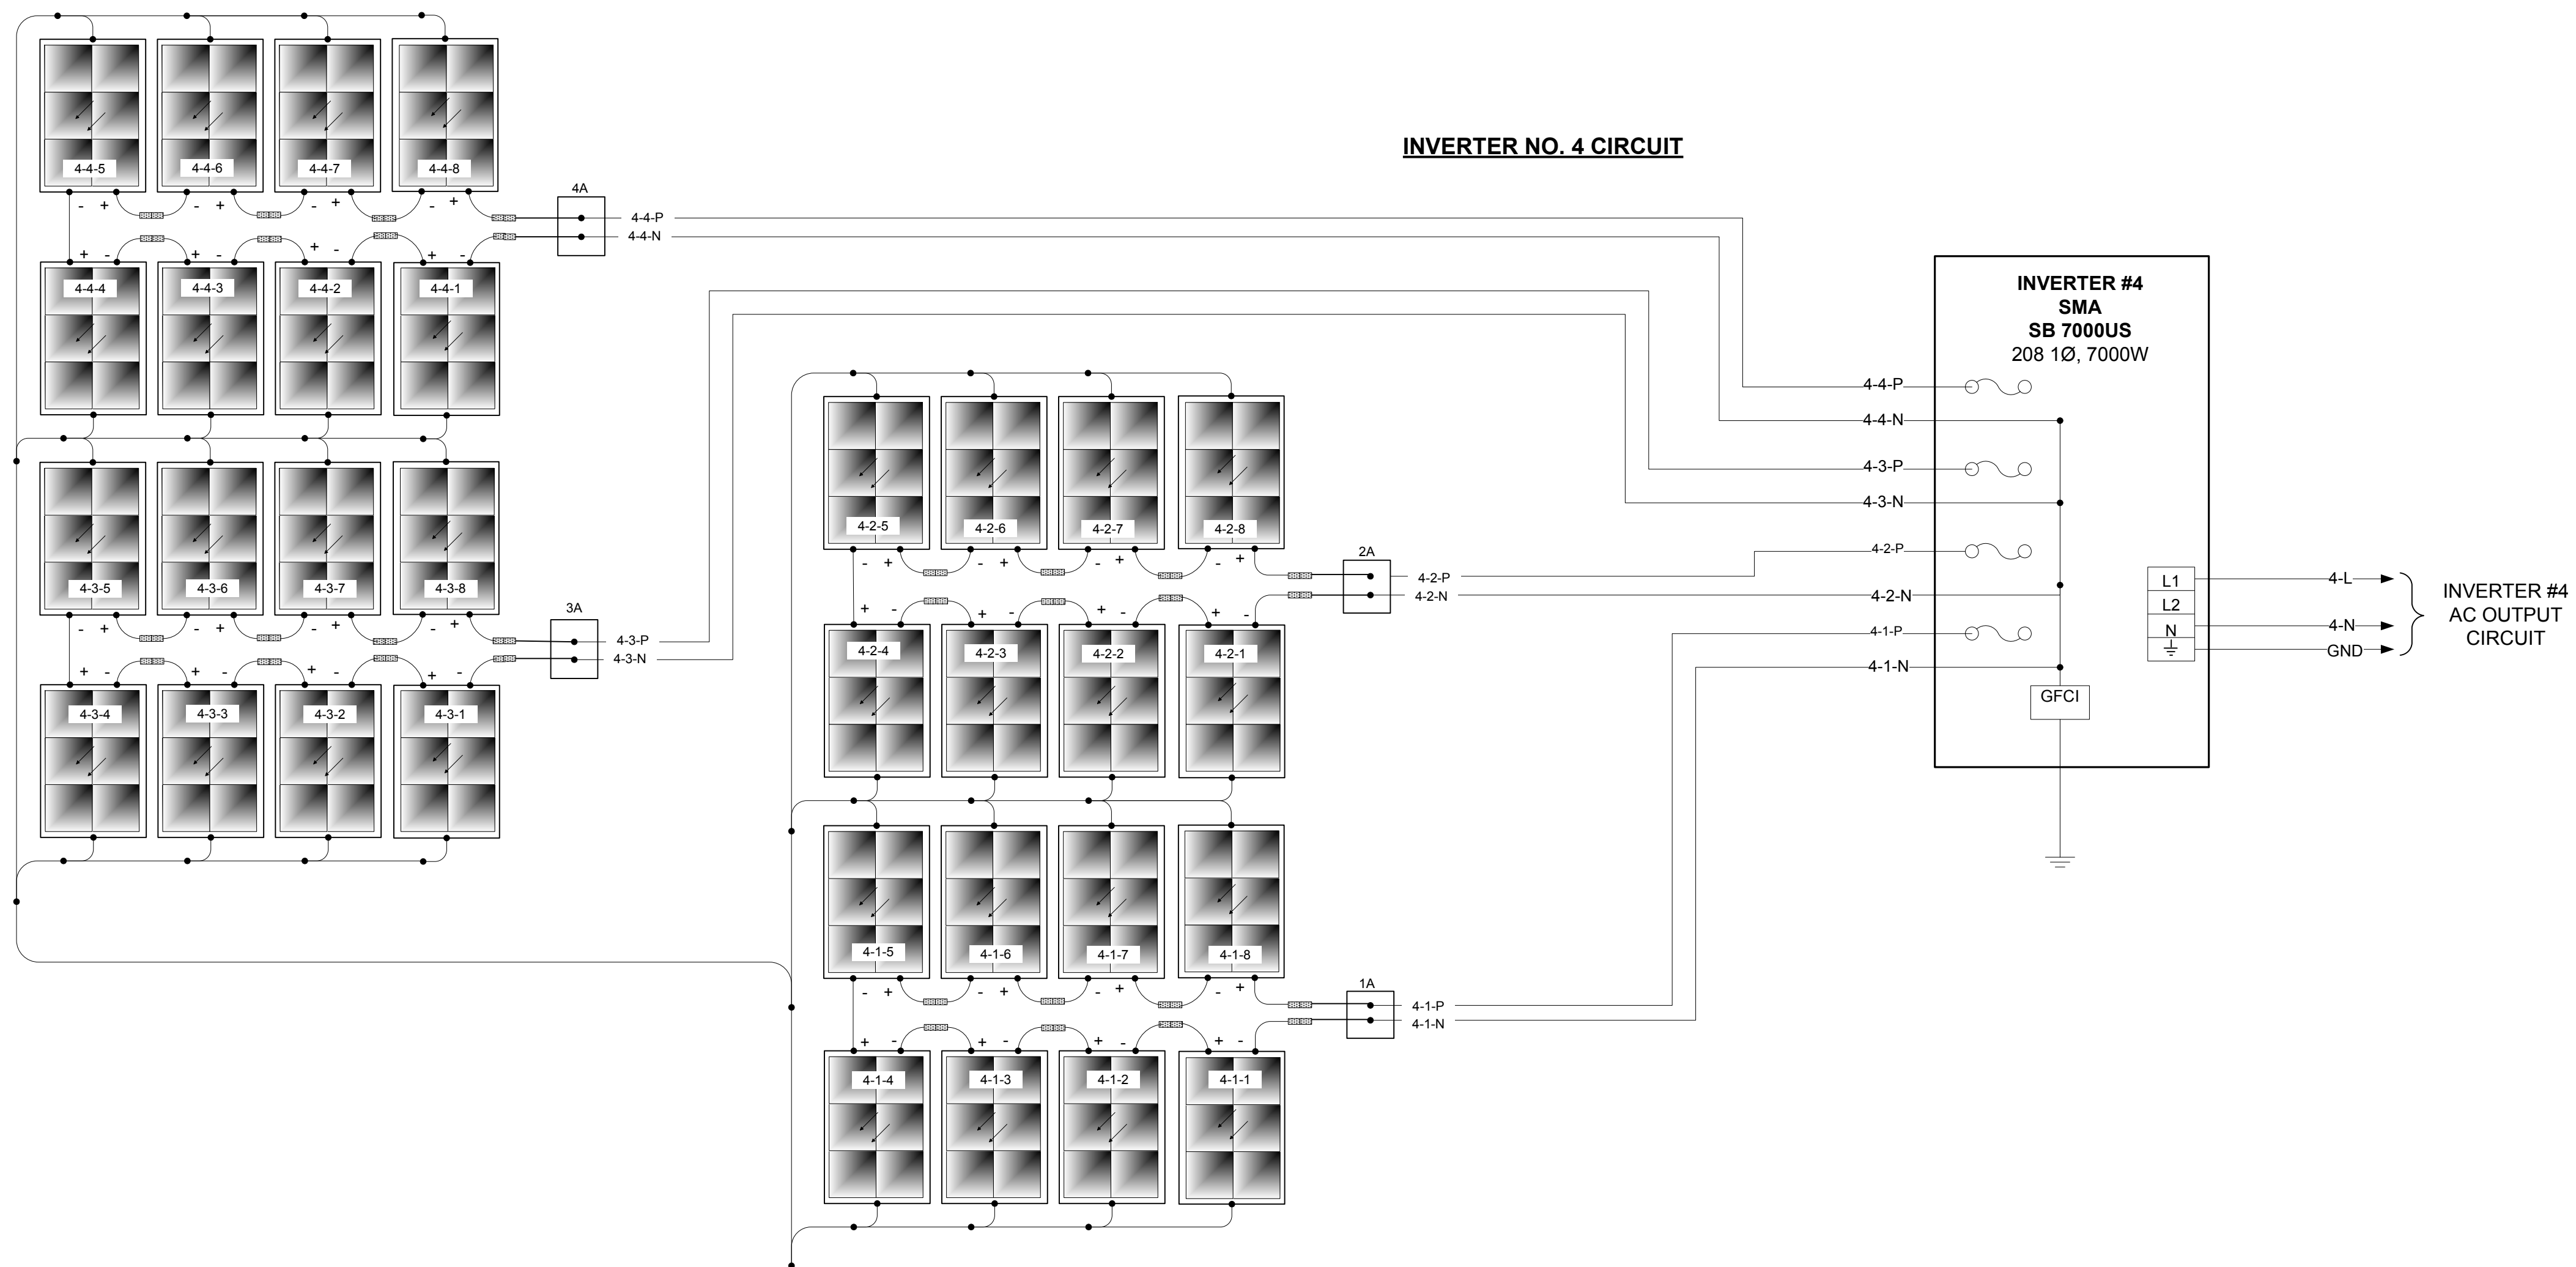 INVERTER NO. 4 CIRCUIT
4-4-5 4-4-6 4-4-7 4-4-8
- + - + - + - +
4A
4-4-P
4-4-N
+ - + - + - + -
4-4-4 4-4-3 4-4-2 4-4-1
4-3-5 4-3-6 4-3-7 4-3-8
- + - + - + - +
3A
4-3-P
4-3-N
+ - + - + - + -
4-3-4 4-3-3 4-3-2 4-3-1
4-2-5 4-2-6 4-2-7 4-2-8
- + - + - + - +
2A
4-2-P
4-2-N
+ - + - + - + -
4-2-4 4-2-3 4-2-2 4-2-1
4-1-5 4-1-6 4-1-7 4-1-8
- + - + - + - +
1A
4-1-P
4-1-N
+ - + - + - + -
4-1-4 4-1-3 4-1-2 4-1-1
INVERTER #4
SMA
SB 7000US
208 1Ø, 7000W
4-4-P
4-4-N
4-3-P
4-3-N
4-2-P
4-2-N
4-1-P
4-1-N
GFCI
L1
L2
N
4-L
4-N
GND
INVERTER #4
AC OUTPUT
CIRCUIT